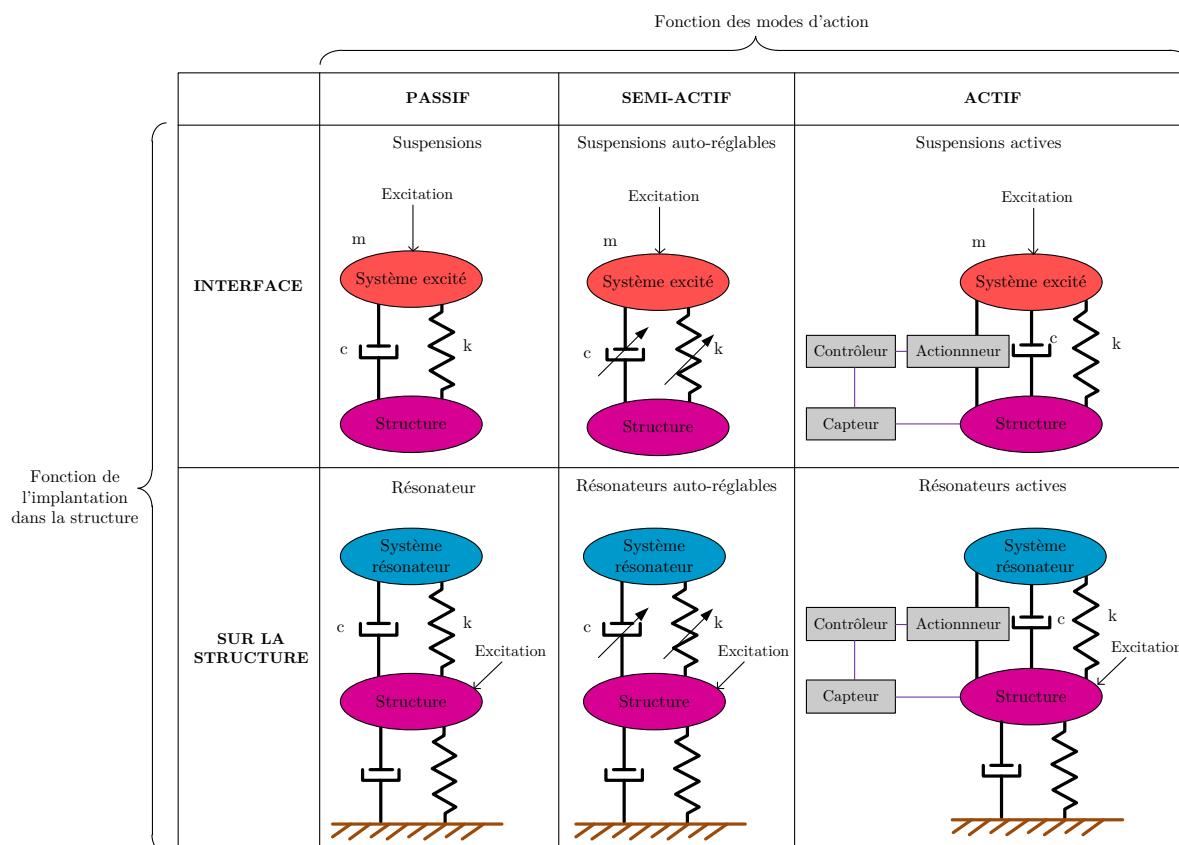 Fonction des modes d'action
PASSIF
SEMI-ACTIF
ACTIF
Fonction de
l'implantation
dans la structure
INTERFACE
Suspensions
Excitation
m
Système excité
c
k
Structure
Suspensions auto-réglables
Excitation
m
Système excité
c
k
Structure
Suspensions actives
Excitation
m
Système excité
Contrôleur
Actionnneur
c
k
Capteur
Structure
SUR LA
STRUCTURE
Résonateur
Système
résonateur
c
k
Excitation
Structure
Résonateurs auto-réglables
Système
résonateur
c
k
Excitation
Structure
Résonateurs actives
Système
résonateur
Contrôleur
Actionnneur
c
k
Excitation
Capteur
Structure